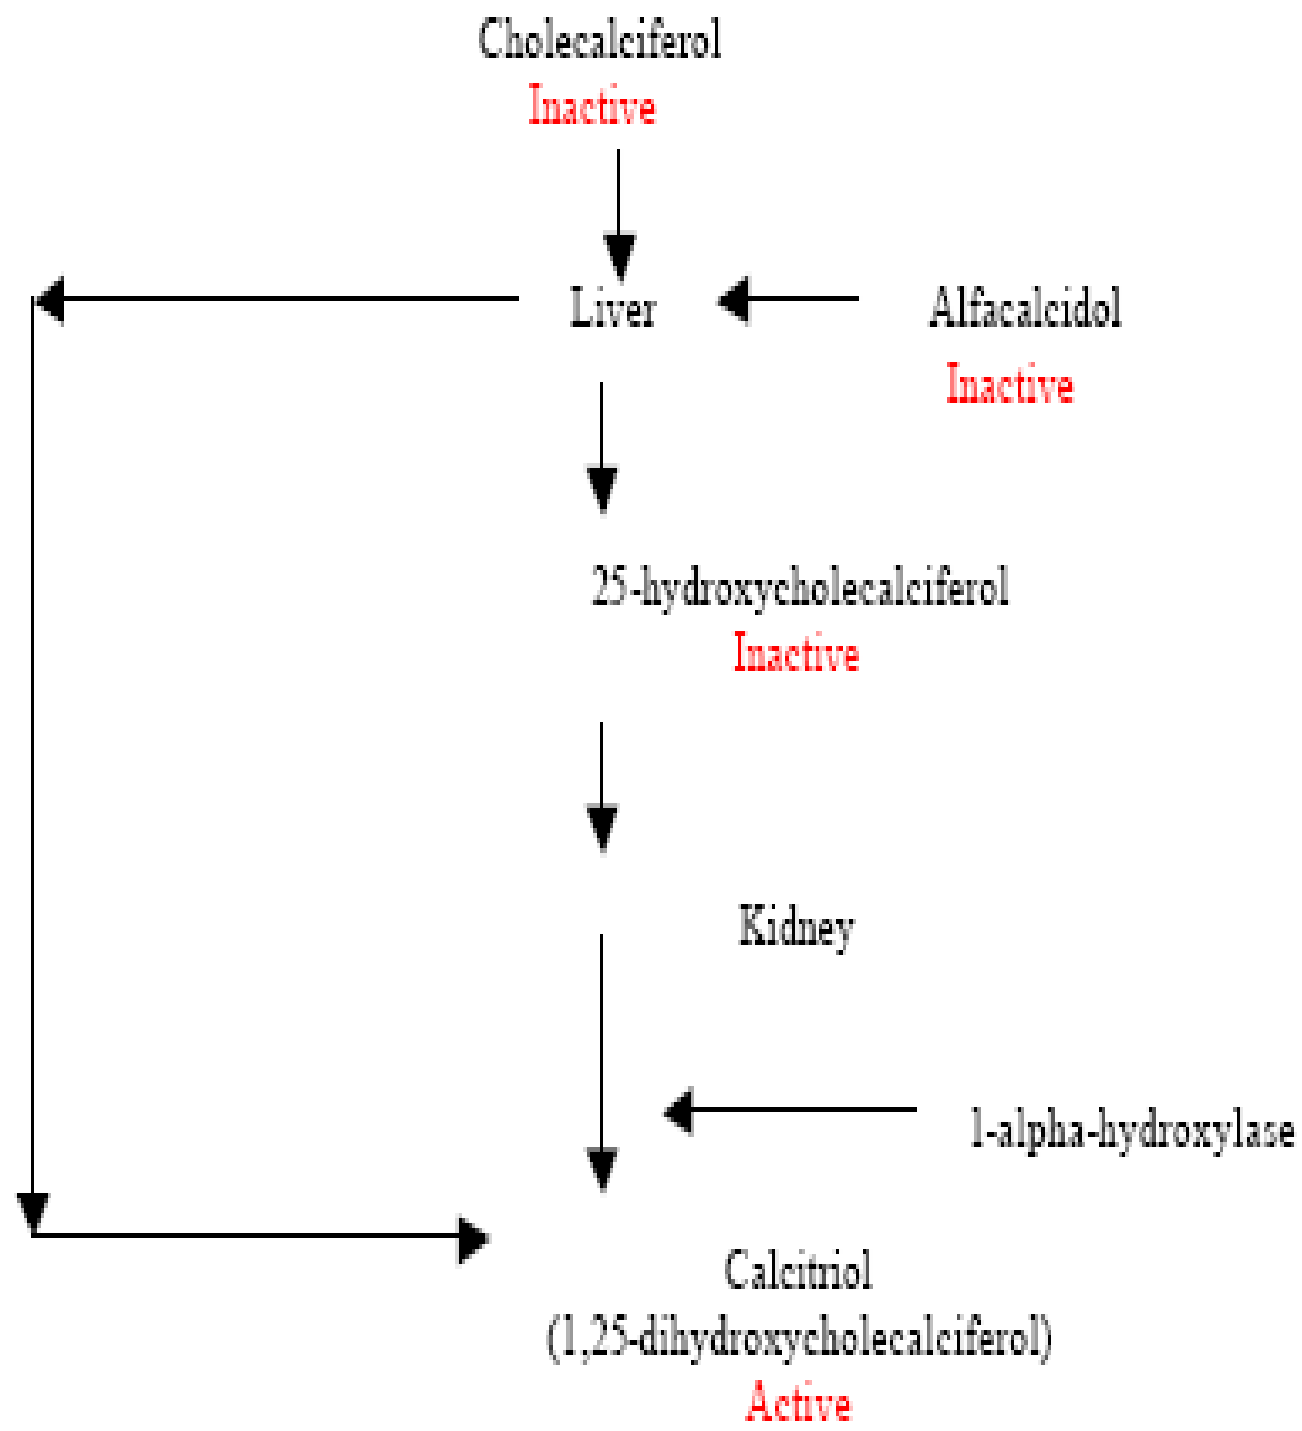 Cholecalciferol
Inactive
Liver
Alfacalcidol
Inactive
25-hydroxycholecalciferol
Inactive
Kidney
1-alpha-hydroxylase
Calcitriol
(1,25-dihydroxycholecalciferol)
Active